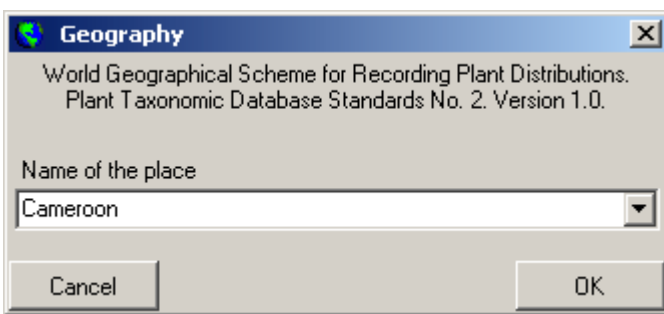 Geography
World Geographical Scheme for Recording Plant Distributions.
Plant Taxonomic Database Standards No. 2. Version 1.0.
Name of the place
Cameroon
Cancel OK